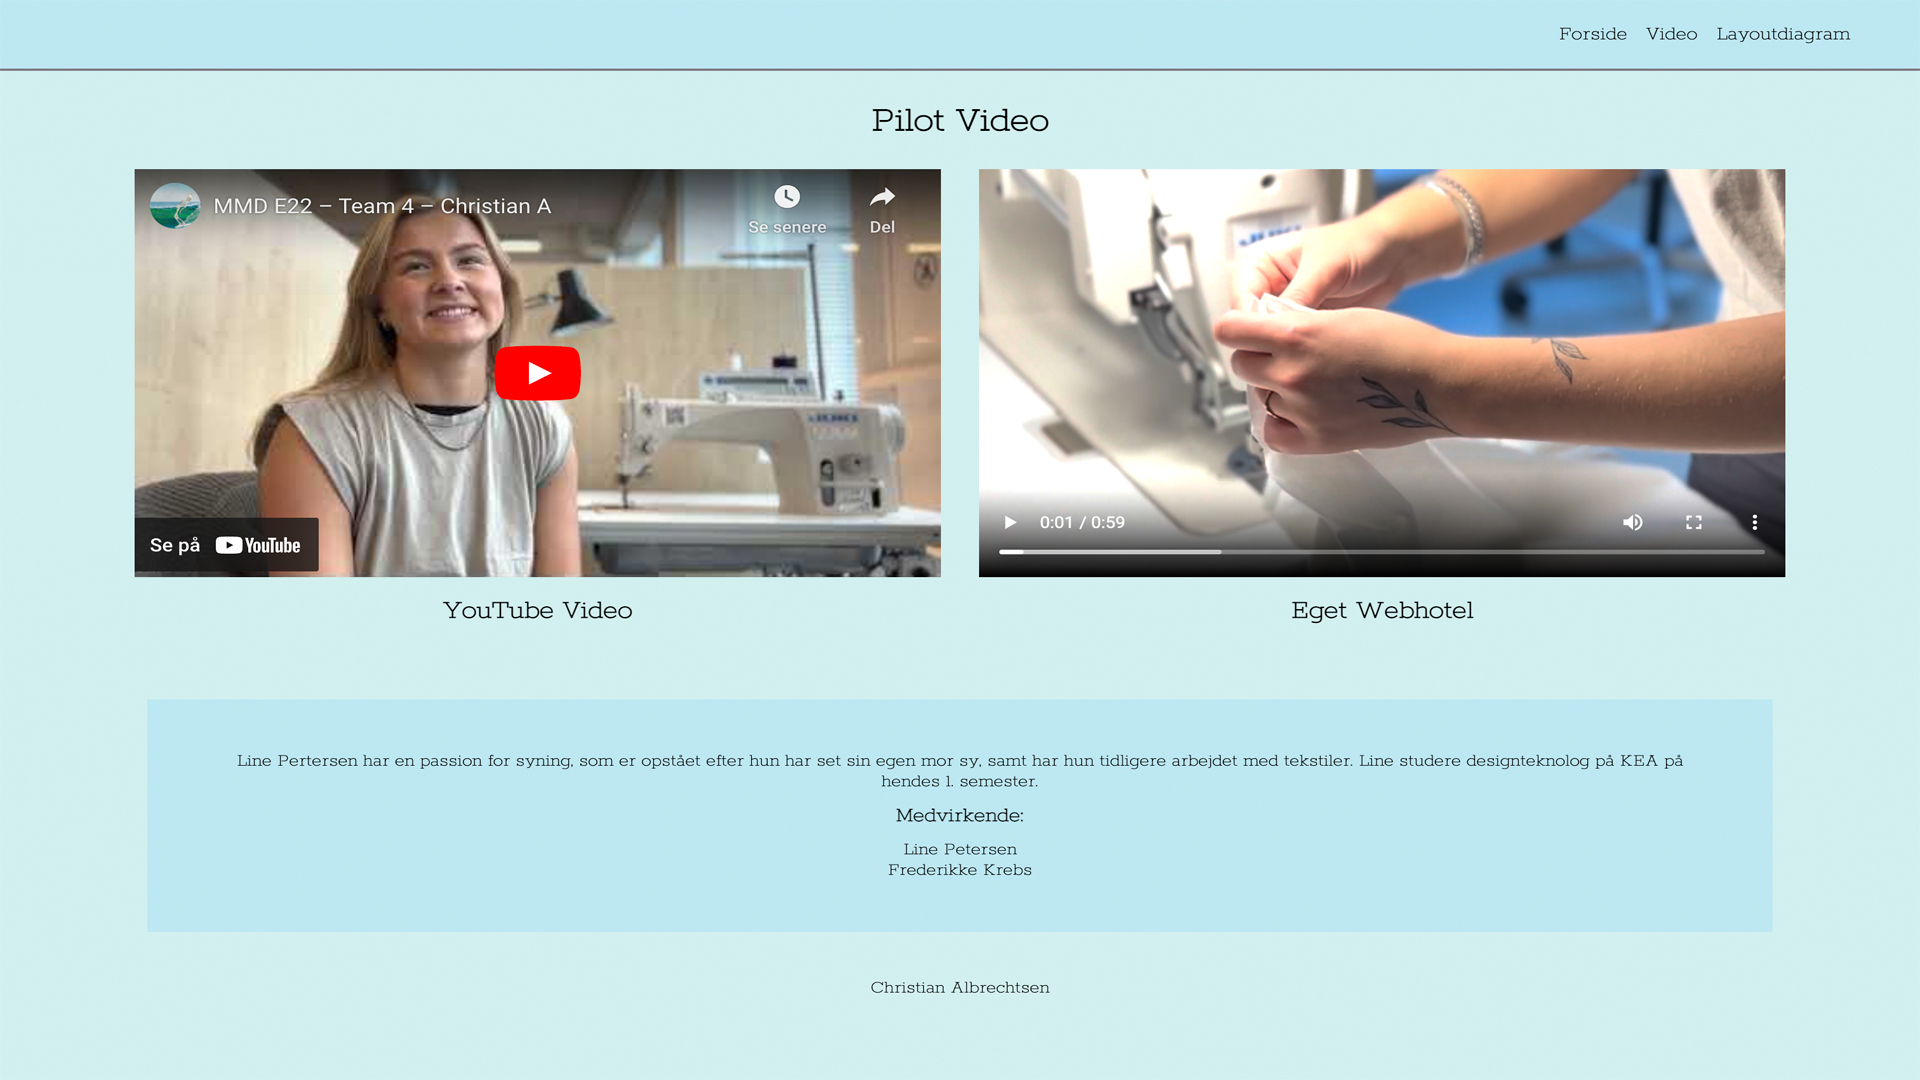 Forside Video Layoutdiagram
Pilot Video
MMD E22 – Team 4 – Christian A
Se senere
Del
JUKI
JUKI
Se på YouTube
0:01 / 0:59
YouTube Video
Eget Webhotel
Line Pertersen har en passion for syning, som er opstået efter hun har set sin egen mor sy, samt har hun tidligere arbejdet med tekstiler. Line studere designteknolog på KEA på
hendes 1. semester.
Medvirkende:
Line Petersen
Frederikke Krebs
Christian Albrechtsen